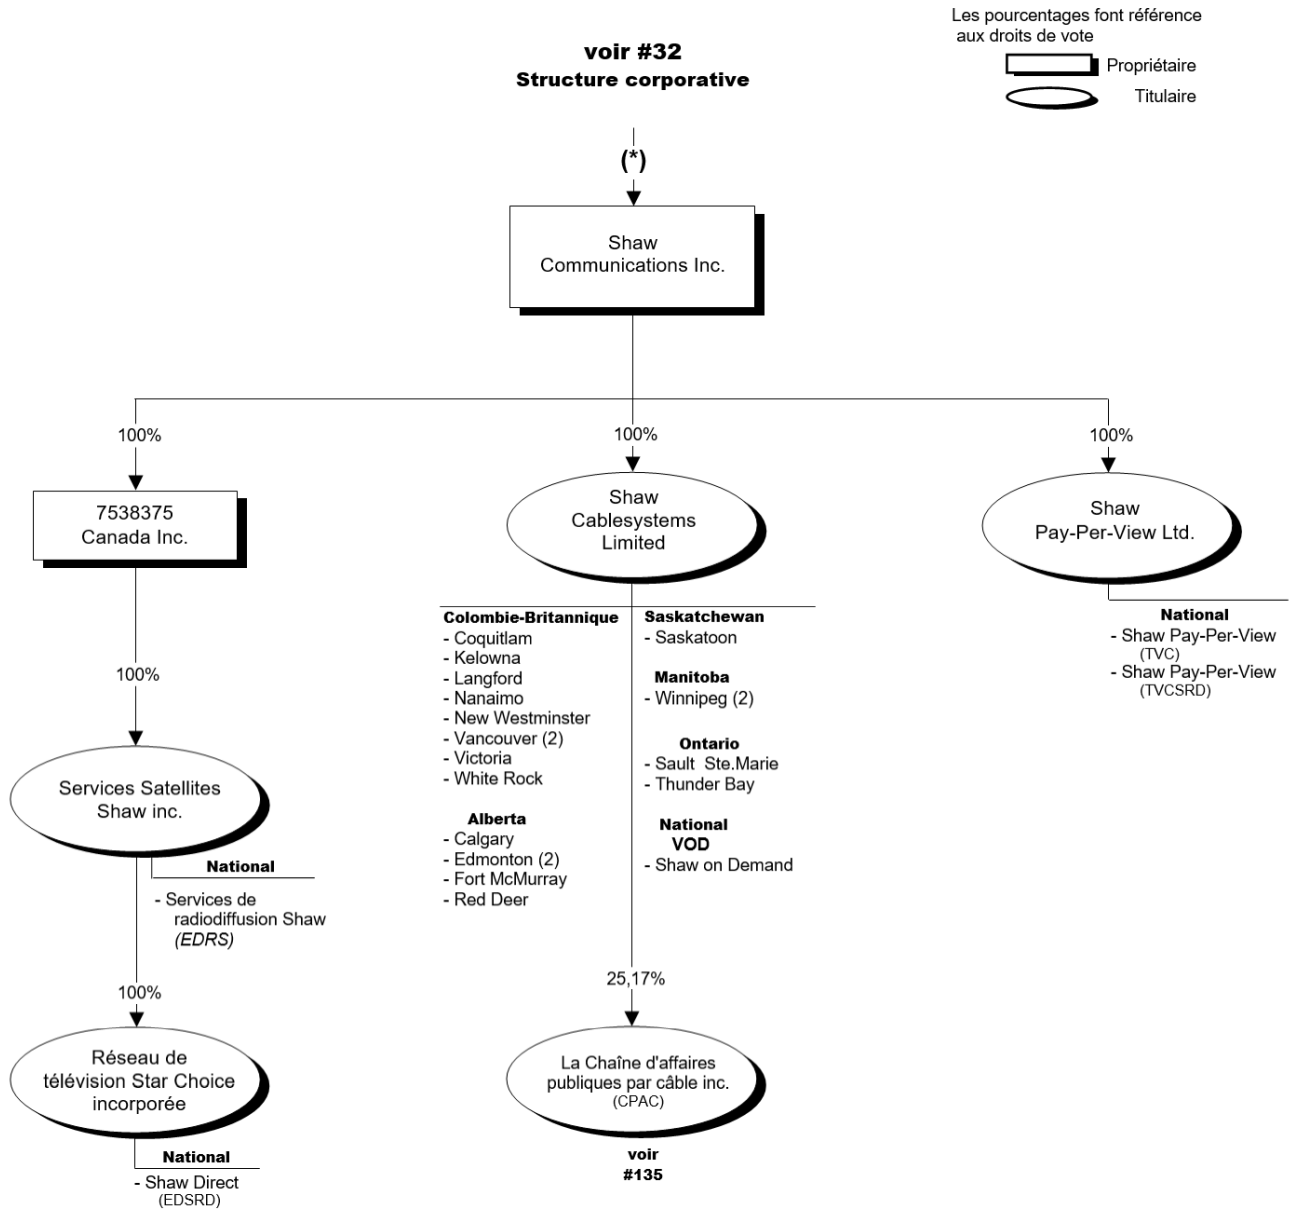 Les pourcentages font référence
aux droits de vote
Propriétaire
Titulaire
voir #32
Structure corporative
(*)
Shaw
Communications Inc.
100%
100%
100%
7538375
Canada Inc.
Shaw
Cablesystems
Limited
Shaw
Pay-Per-View Ltd.
Colombie-Britannique
- Coquitlam
- Kelowna
- Langford
- Nanaimo
- New Westminster
- Vancouver (2)
- Victoria
- White Rock
Alberta
- Calgary
- Edmonton (2)
- Fort McMurray
- Red Deer
Saskatchewan
- Saskatoon
Manitoba
- Winnipeg (2)
Ontario
- Sault Ste.Marie
- Thunder Bay
National
VOD
- Shaw on Demand
National
- Shaw Pay-Per-View
(TVC)
- Shaw Pay-Per-View
(TVCSRD)
100%
Services Satellites
Shaw inc.
National
- Services de
radiodiffusion Shaw
(EDRS)
100%
25,17%
Réseau de
télévision Star Choice
incorporée
La Chaîne d'affaires
publiques par câble inc.
(CPAC)
National
- Shaw Direct
(EDSRD)
voir
#135